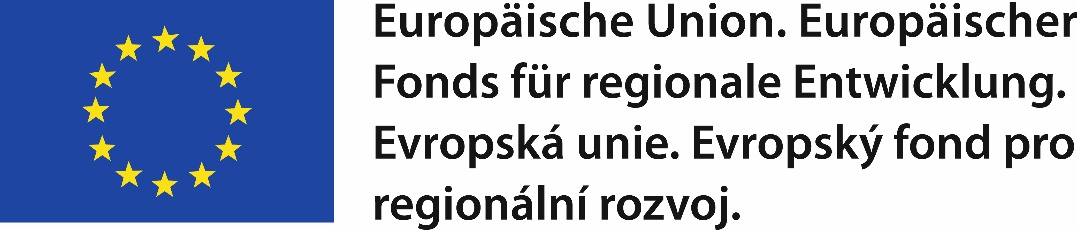 Europäische Union. Europäischer
Fonds für regionale Entwicklung.
Evropská unie. Evropský fond pro
regionální rozvoj.